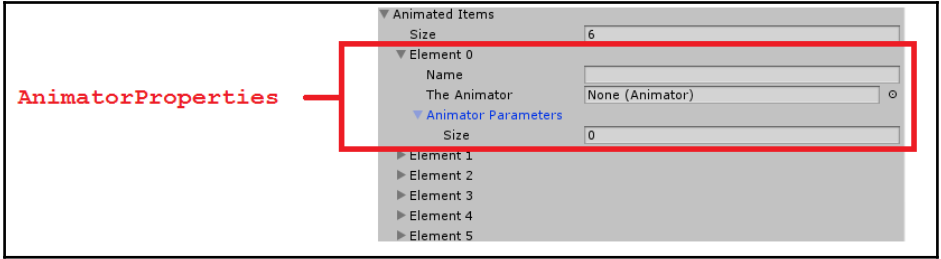 Animated Items
Size 6
Element 0
Name
AnimatorProperties
The Animator None (Animator)
Animator Parameters
Size 0
Element 1
Element 2
Element 3
Element 4
Element 5